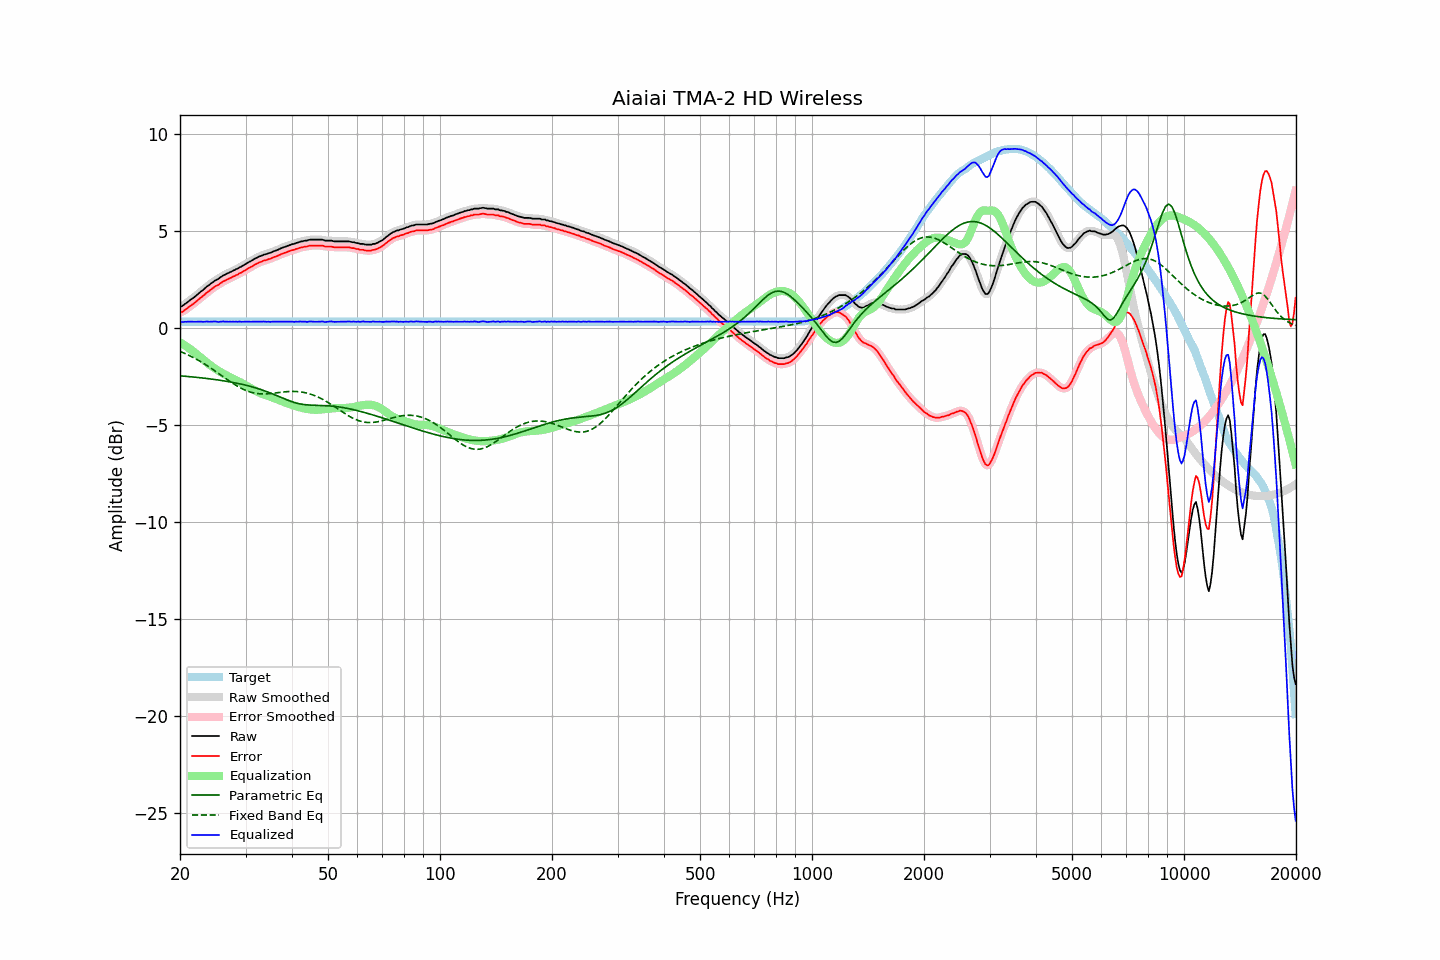 Aiaiai TMA-2 HD Wireless
10
5
0
−5
−10
−15
−20
−25
Amplitude (dBr)
Target
Raw Smoothed
Error Smoothed
Raw
Error
Equalization
Parametric Eq
Fixed Band Eq
Equalized
20 50 100 200 500 1000 2000 5000 10000 20000
Frequency (Hz)